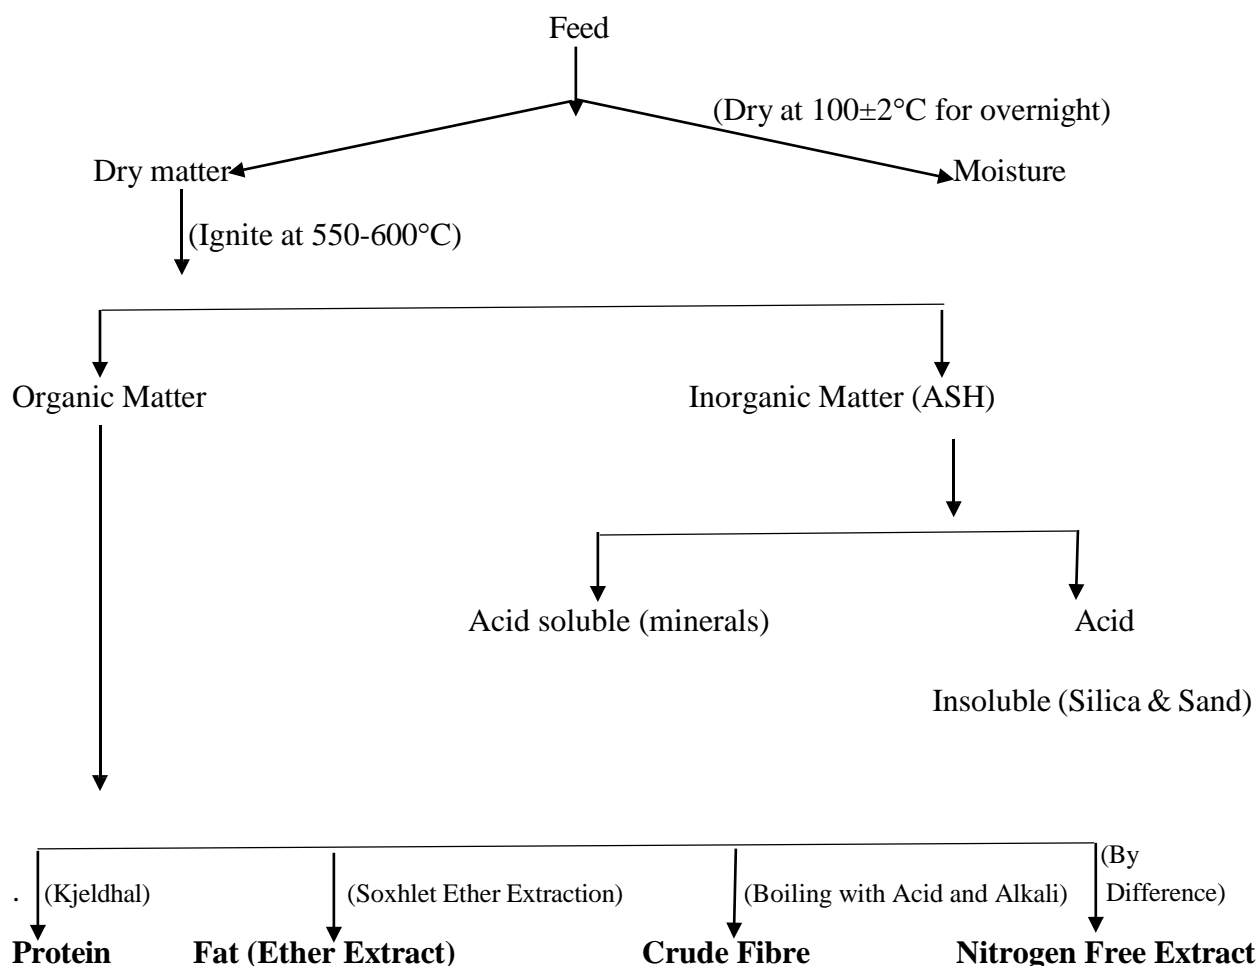 Feed
(Dry at 100±2°C for overnight)
Dry matter
Moisture
(Ignite at 550-600°C)
Organic Matter
Inorganic Matter (ASH)
Acid soluble (minerals)
Acid
Insoluble (Silica & Sand)
.
(Kjeldhal)
(Soxhlet Ether Extraction)
(Boiling with Acid and Alkali)
(By
Difference)
Protein
Fat (Ether Extract)
Crude Fibre
Nitrogen Free Extract